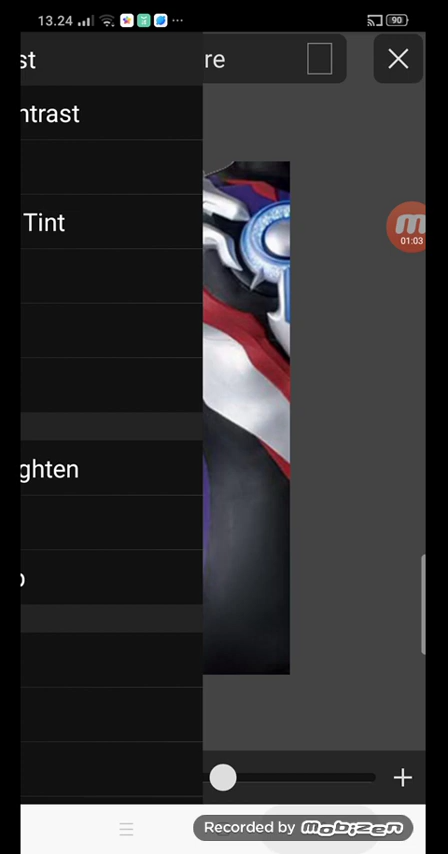 13.24 90
st re
ntrast
Tint
01:03
ghten
Recorded by mobizen